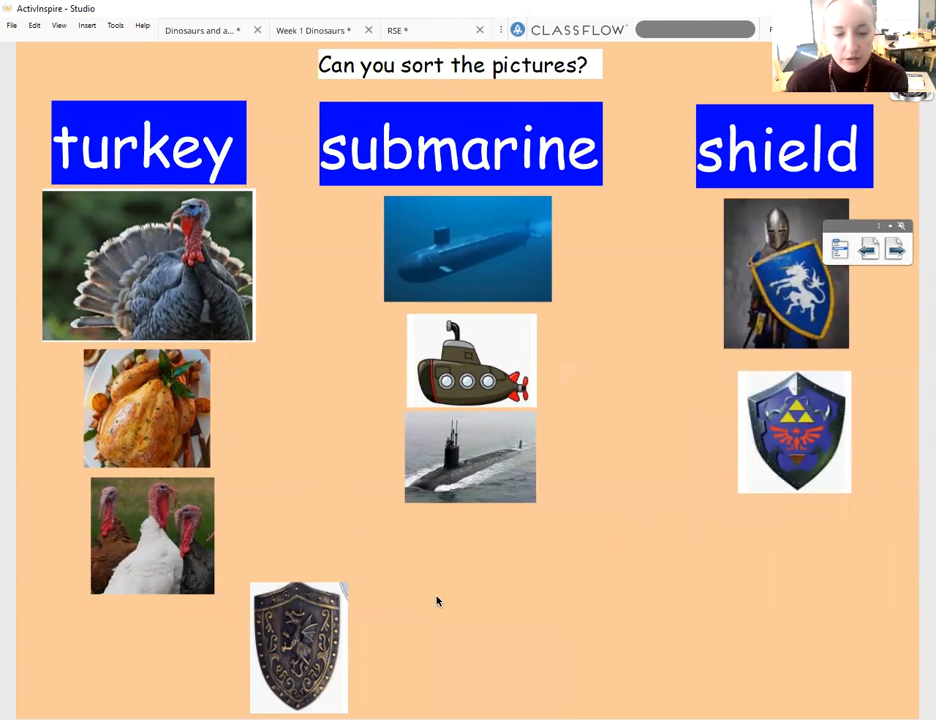 ActivInspire - Studio
File Edit View Insert Tools Help
Dinosaurs and a... * Week 1 Dinosaurs * RSE * CLASSFLOW
Can you sort the pictures?
turkey submarine shield